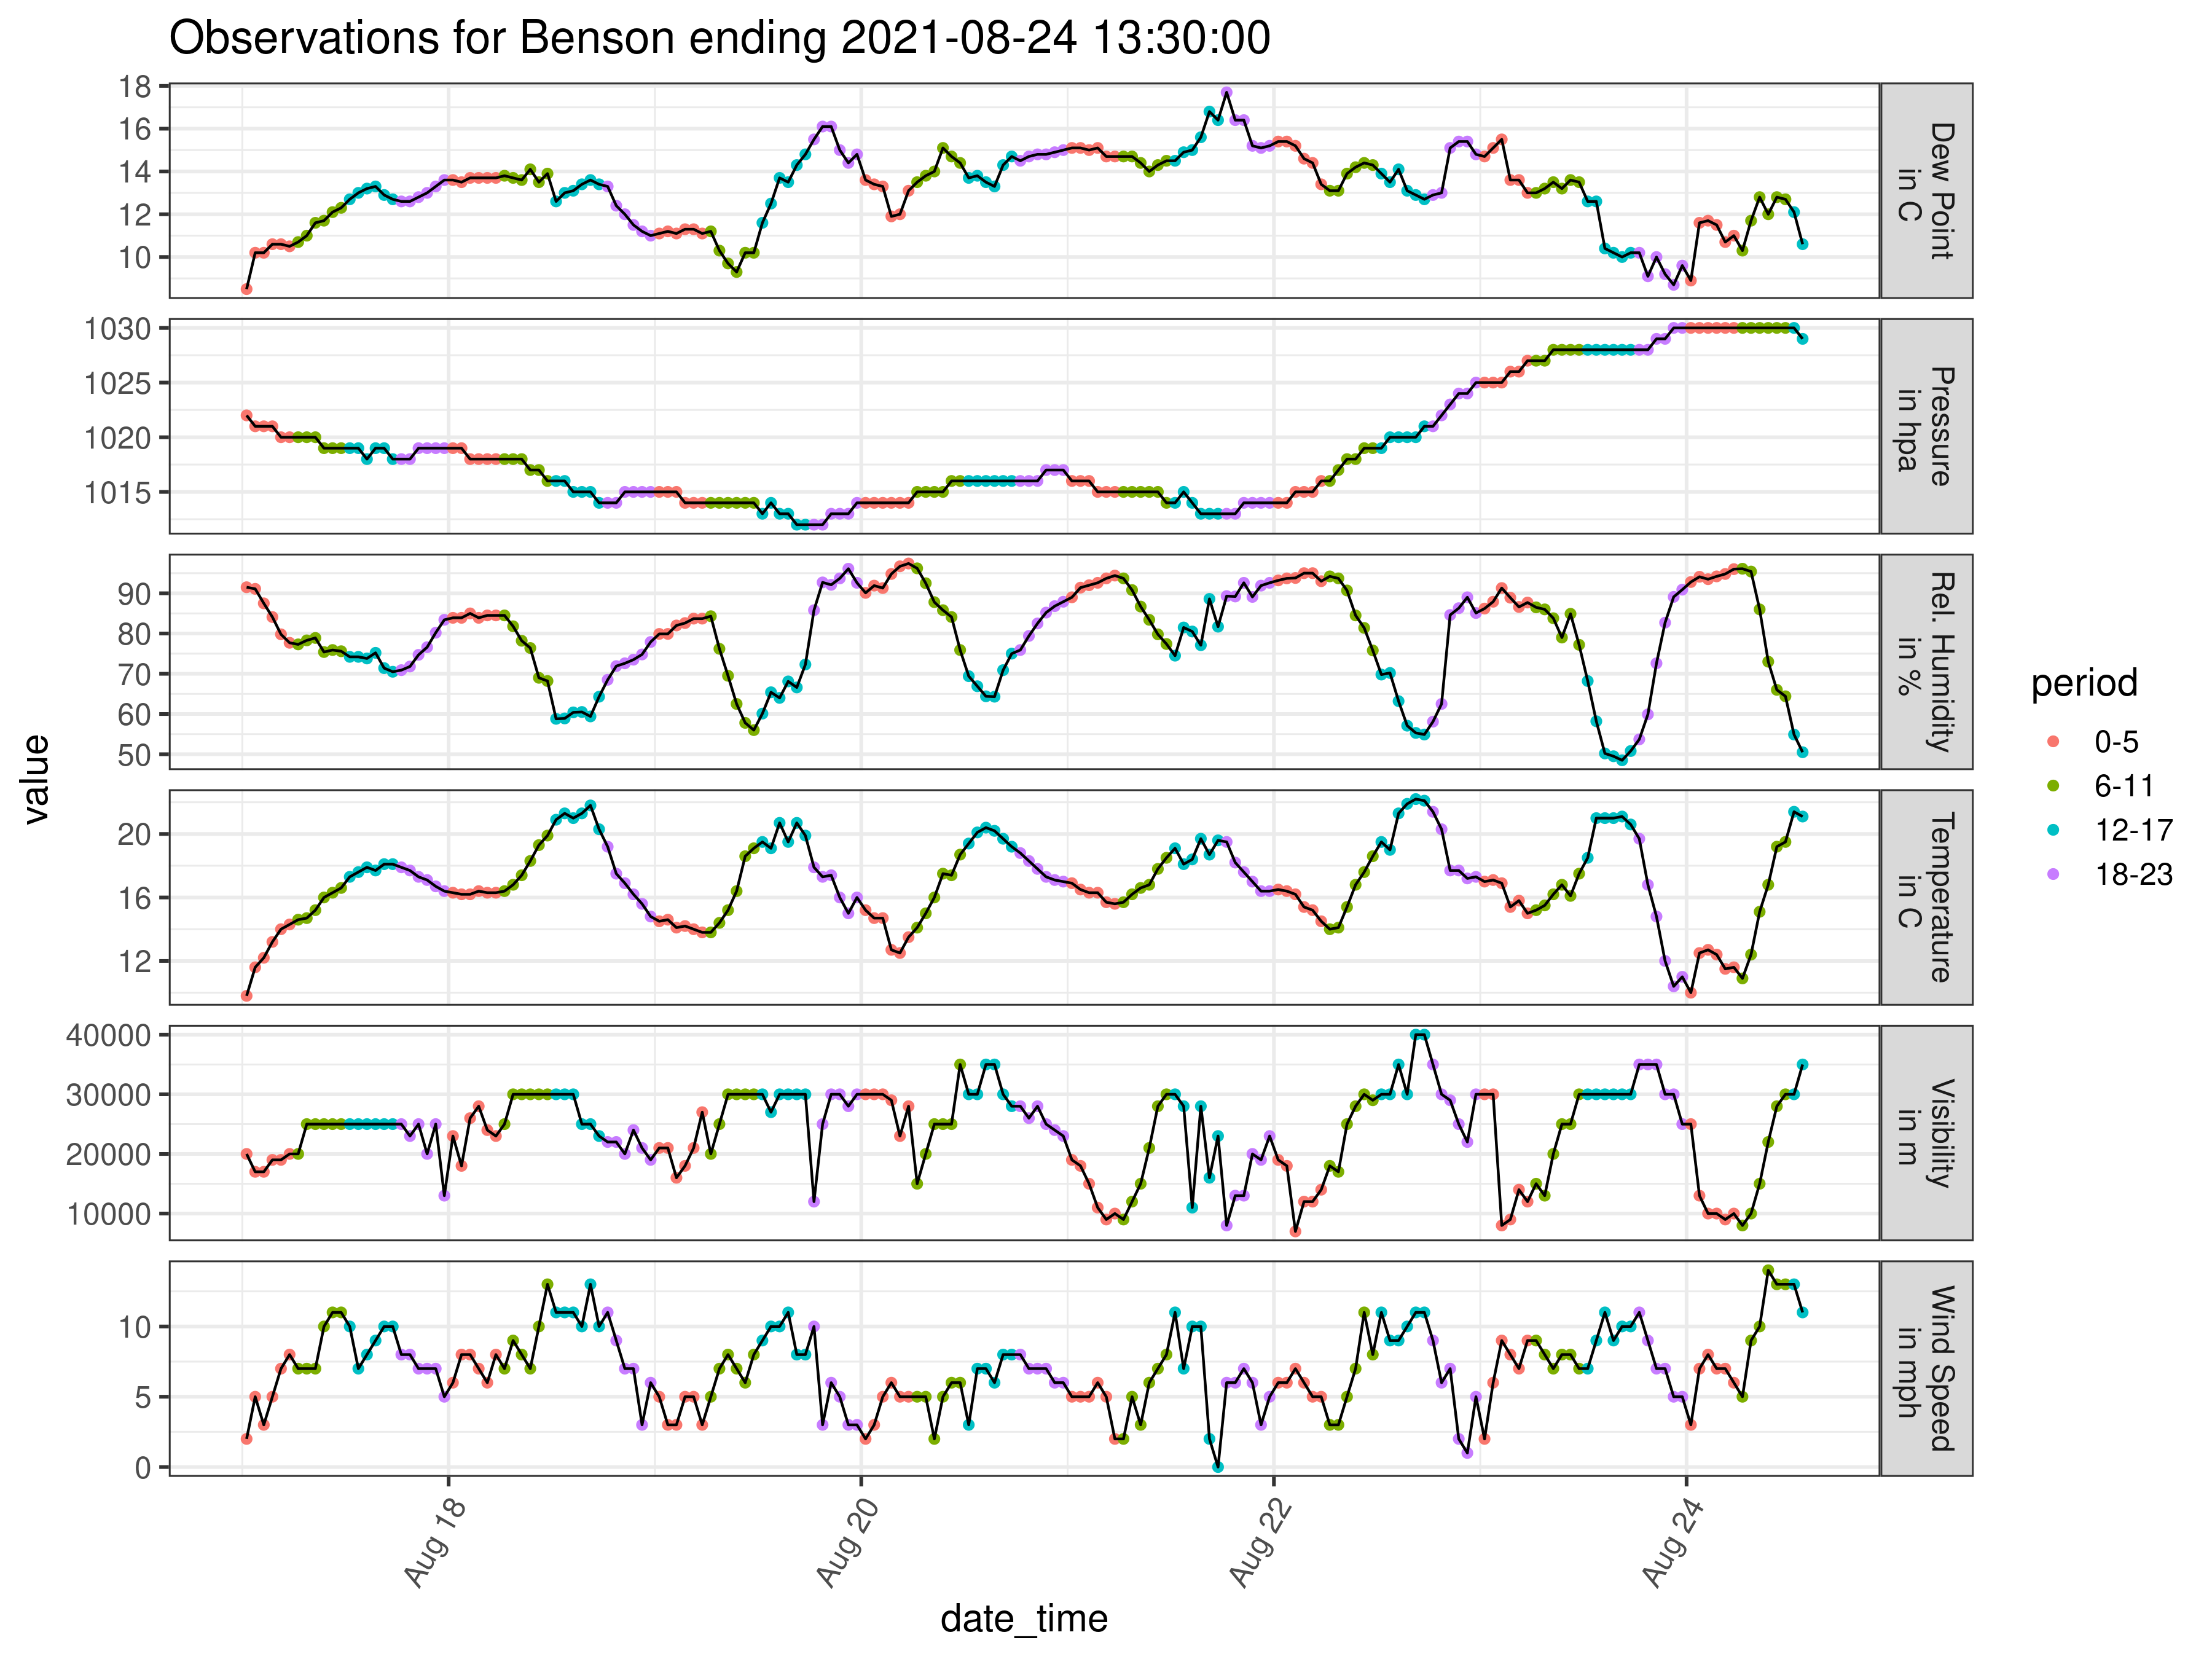 Observations for Benson ending 2021-08-24 13:30:00
value
18
16
14
12
10
Dew Point
in C
1030
1025
1020
1015
Pressure
in hpa
90
80
70
60
50
Rel. Humidity
in %
20
16
12
Temperature
in C
40000
30000
20000
10000
Visibility
in m
10
5
0
Wind Speed
in mph
Aug 18
Aug 20
Aug 22
Aug 24
date_time
period
0-5
6-11
12-17
18-23